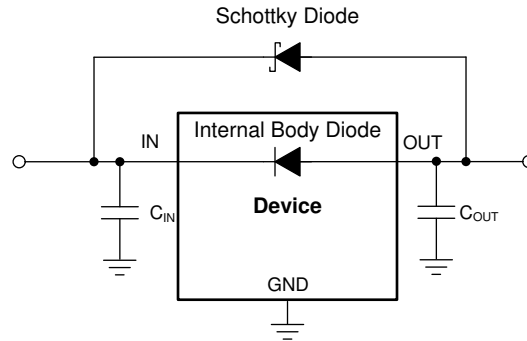 Schottky Diode
Internal Body Diode
IN
OUT
Device
CIN
COUT
GND